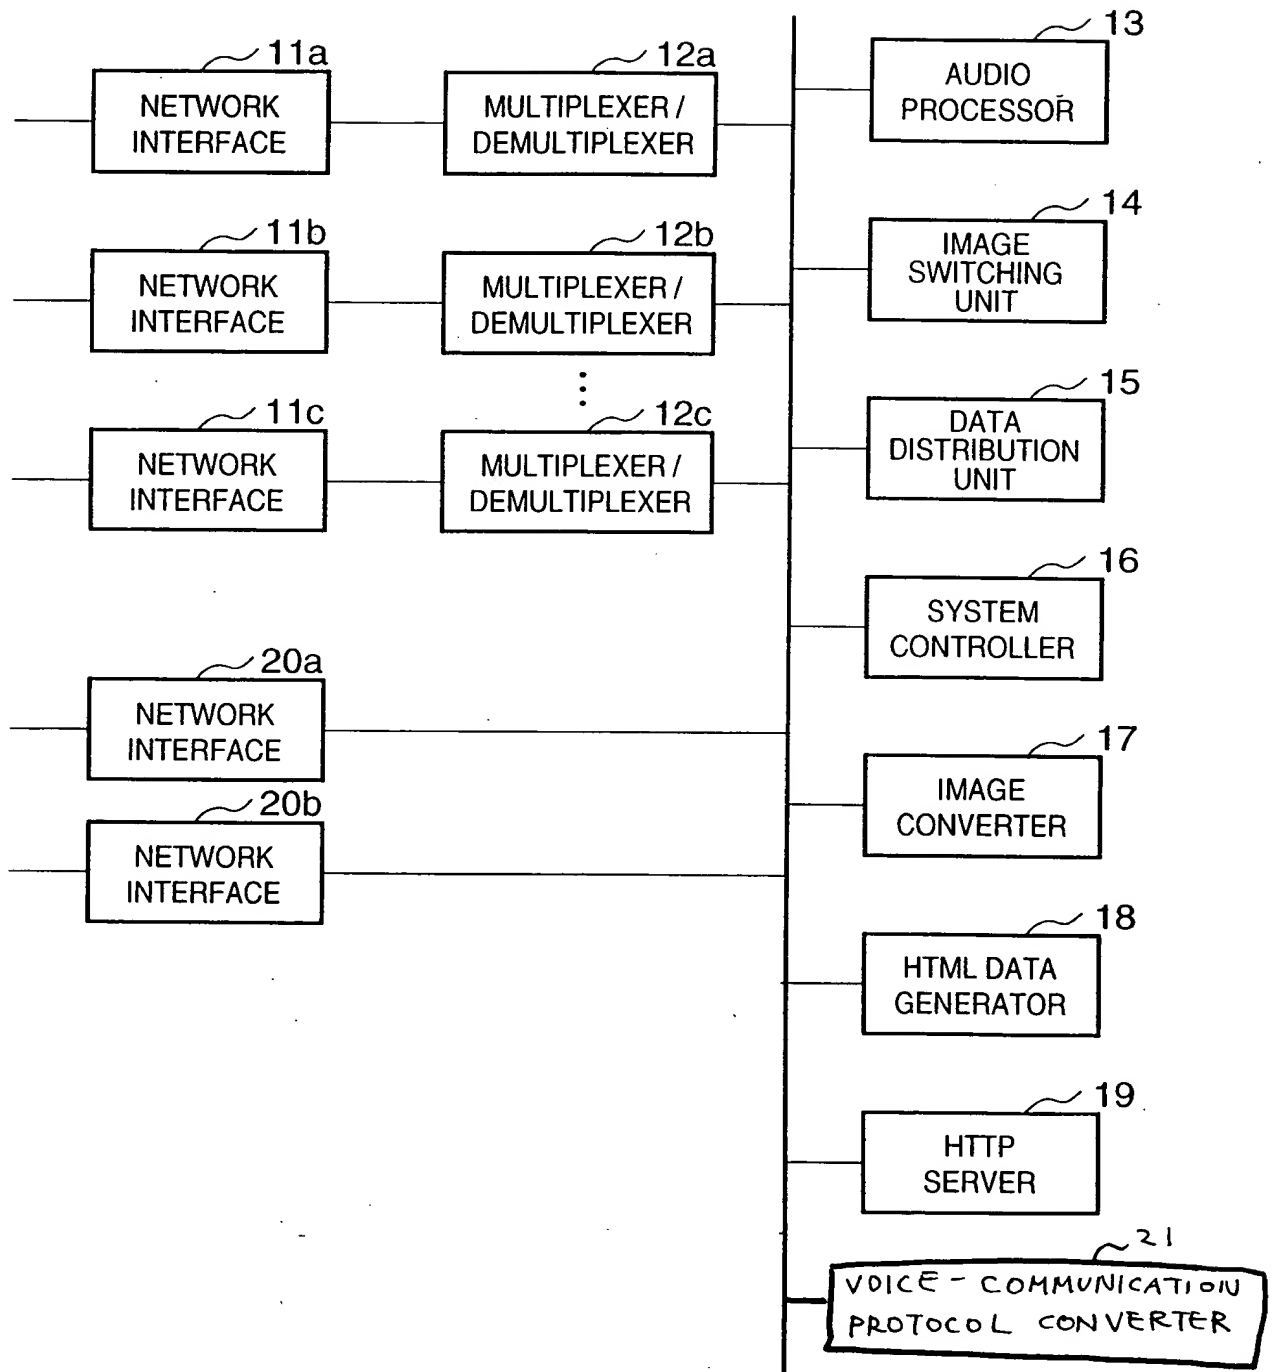 11a
NETWORK
INTERFACE
12a
MULTIPLEXER /
DEMULTIPLEXER
13
AUDIO
PROCESSOR
11b
NETWORK
INTERFACE
12b
MULTIPLEXER /
DEMULTIPLEXER
14
IMAGE
SWITCHING
UNIT
11c
NETWORK
INTERFACE
12c
MULTIPLEXER /
DEMULTIPLEXER
15
DATA
DISTRIBUTION
UNIT
16
SYSTEM
CONTROLLER
20a
NETWORK
INTERFACE
17
IMAGE
CONVERTER
20b
NETWORK
INTERFACE
18
HTML DATA
GENERATOR
19
HTTP
SERVER
21
VOICE - COMMUNICATION
PROTOCOL CONVERTER